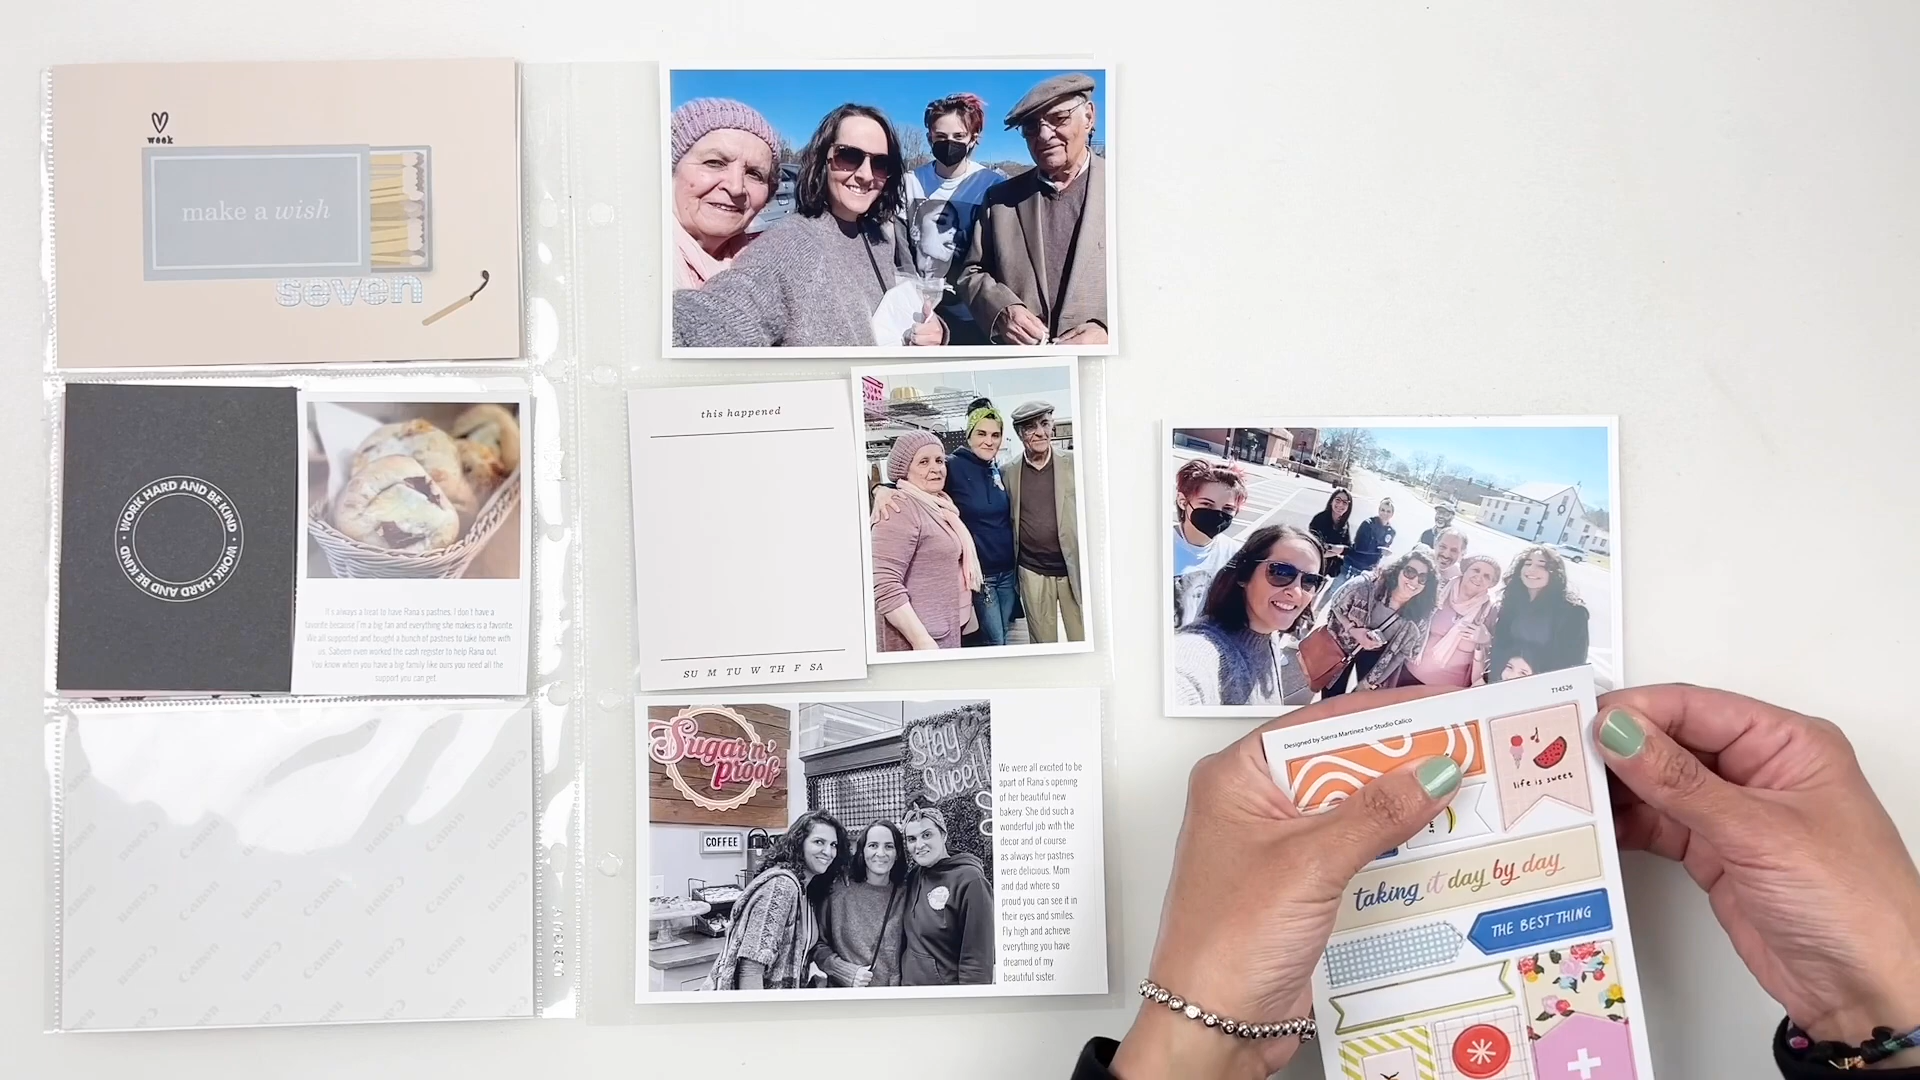 week
make a wish
seven
WORK HARD AND BE KIND • WORK HARD AND BE KIND •
It's always a treat to have Rana's pastries. I don't have a
favorite because I'm a big fan and everything she makes is a favorite.
We all supported and bought a bunch of pastries to take home with
us. Sabeen even worked the cash register to help Rana out.
You know when you have a big family like ours you need all the
support you can get
Canon
this happened
SU M TU W TH F SA
Sugar n'
proof
Stay
Sweet!
COFFEE
We were all excited to be
apart of Rana's opening
of her beautiful new
bakery. She did such a
wonderful job with the
decor and of course
as always her pastries
were delicious. Mom
and dad where so
proud you can see it in
their eyes and smiles.
Fly high and achieve
everything you have
dreamed of my
beautiful sister.
Designed by Sierra Martinez for Studio Calico
T14526
life is sweet
taking it day by day
THE BEST THING